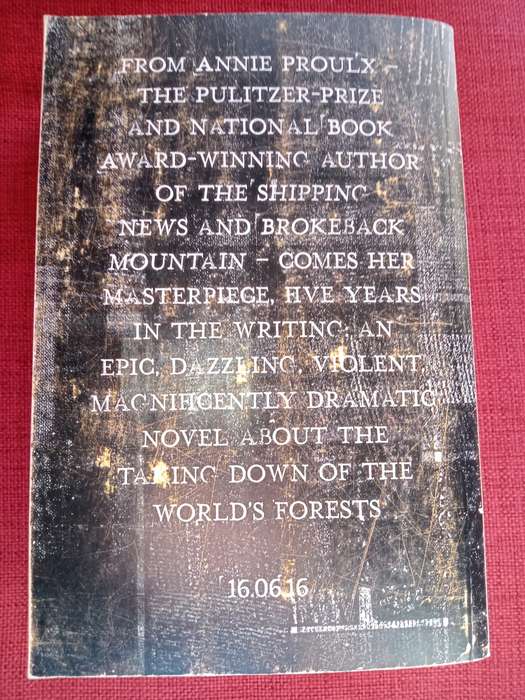 FROM ANNIE PROULX –
THE PULITZER-PRIZE
AND NATIONAL BOOK
AWARD-WINNING AUTHOR
OF THE SHIPPING
NEWS AND BROKEBACK
MOUNTAIN – COMES HER
MASTERPIECE, FIVE YEARS
IN THE WRITING: AN
EPIC, DAZZLING, VIOLENT,
MAGNIFICENTLY DRAMATIC
NOVEL ABOUT THE
TAKING DOWN OF THE
WORLD'S FORESTS
16.06.16